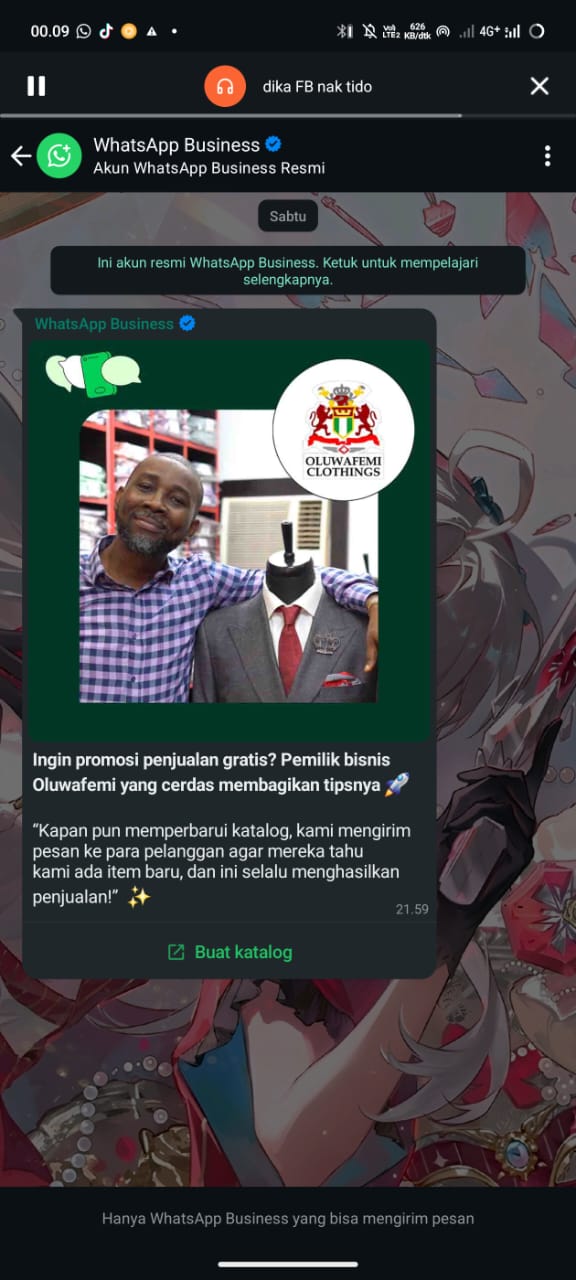 00.09
Vo)) LTE2
626 KB/dtk
4G+
dika FB nak tido
WhatsApp Business
Akun WhatsApp Business Resmi
Sabtu
Ini akun resmi WhatsApp Business. Ketuk untuk mempelajari
selengkapnya.
WhatsApp Business
OLUWAFEMI
CLOTHINGS
Ingin promosi penjualan gratis? Pemilik bisnis
Oluwafemi yang cerdas membagikan tipsnya 🚀
“Kapan pun memperbarui katalog, kami mengirim
pesan ke para pelanggan agar mereka tahu
kami ada item baru, dan ini selalu menghasilkan
penjualan!” ✨
21.59
Buat katalog
Hanya WhatsApp Business yang bisa mengirim pesan